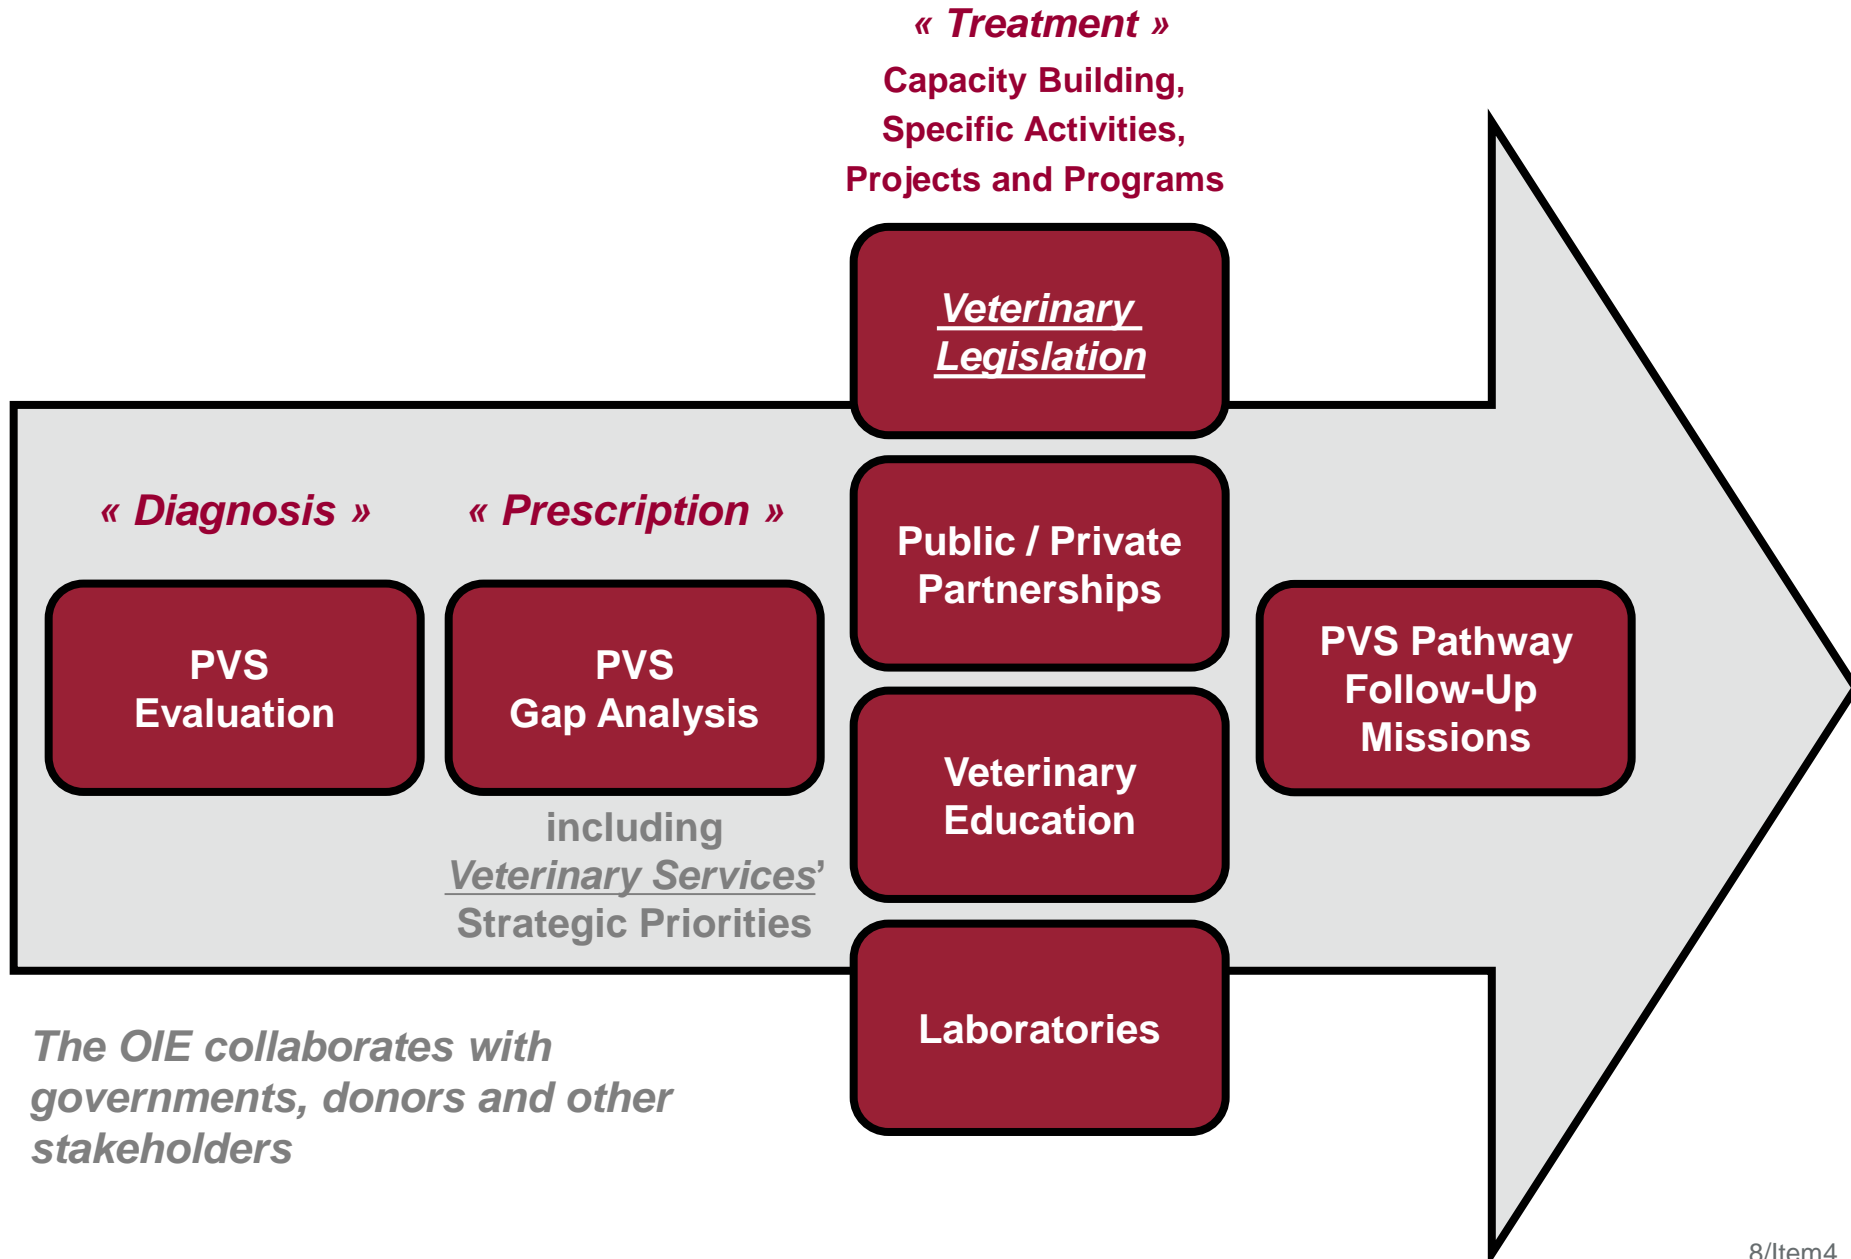 « Treatment »
Capacity Building,
Specific Activities,
Projects and Programs
Veterinary
Legislation
« Diagnosis »
« Prescription »
Public / Private
Partnerships
PVS
Evaluation
PVS
Gap Analysis
PVS Pathway
Follow-Up
Missions
Veterinary
Education
including
Veterinary Services’
Strategic Priorities
Laboratories
The OIE collaborates with
governments, donors and other
stakeholders
8/Item4